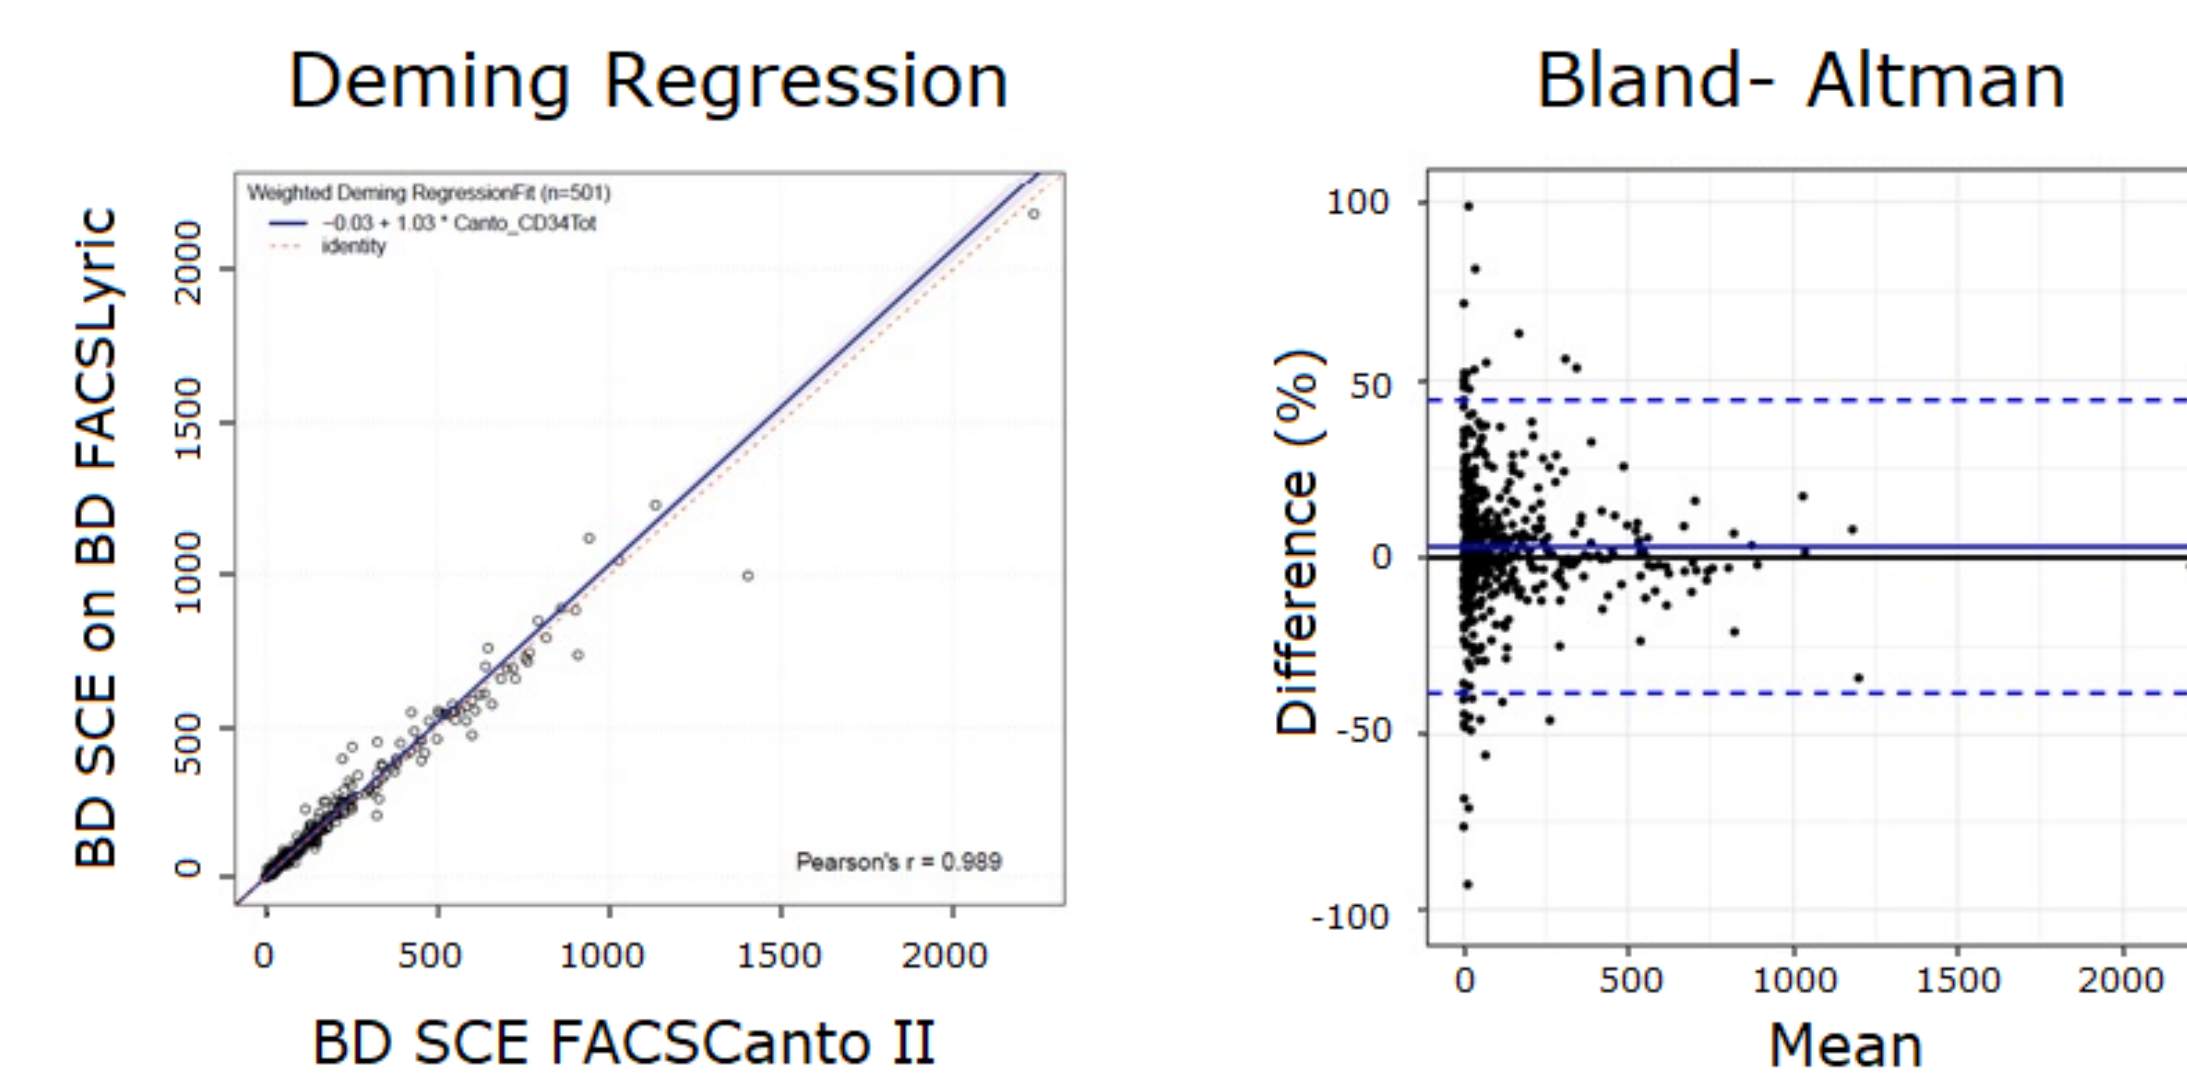 Deming Regression
BD SCE on BD FACSLyric
2000
1500
1000
500
0
Weighted Deming RegressionFit (n=501)
−0.03 + 1.03 * Canto_CD34Tot
identity
Pearson's r = 0.989
0 500 1000 1500 2000
BD SCE FACSCanto II
Bland- Altman
Difference (%)
100
50
0
-50
-100
0 500 1000 1500 2000
Mean